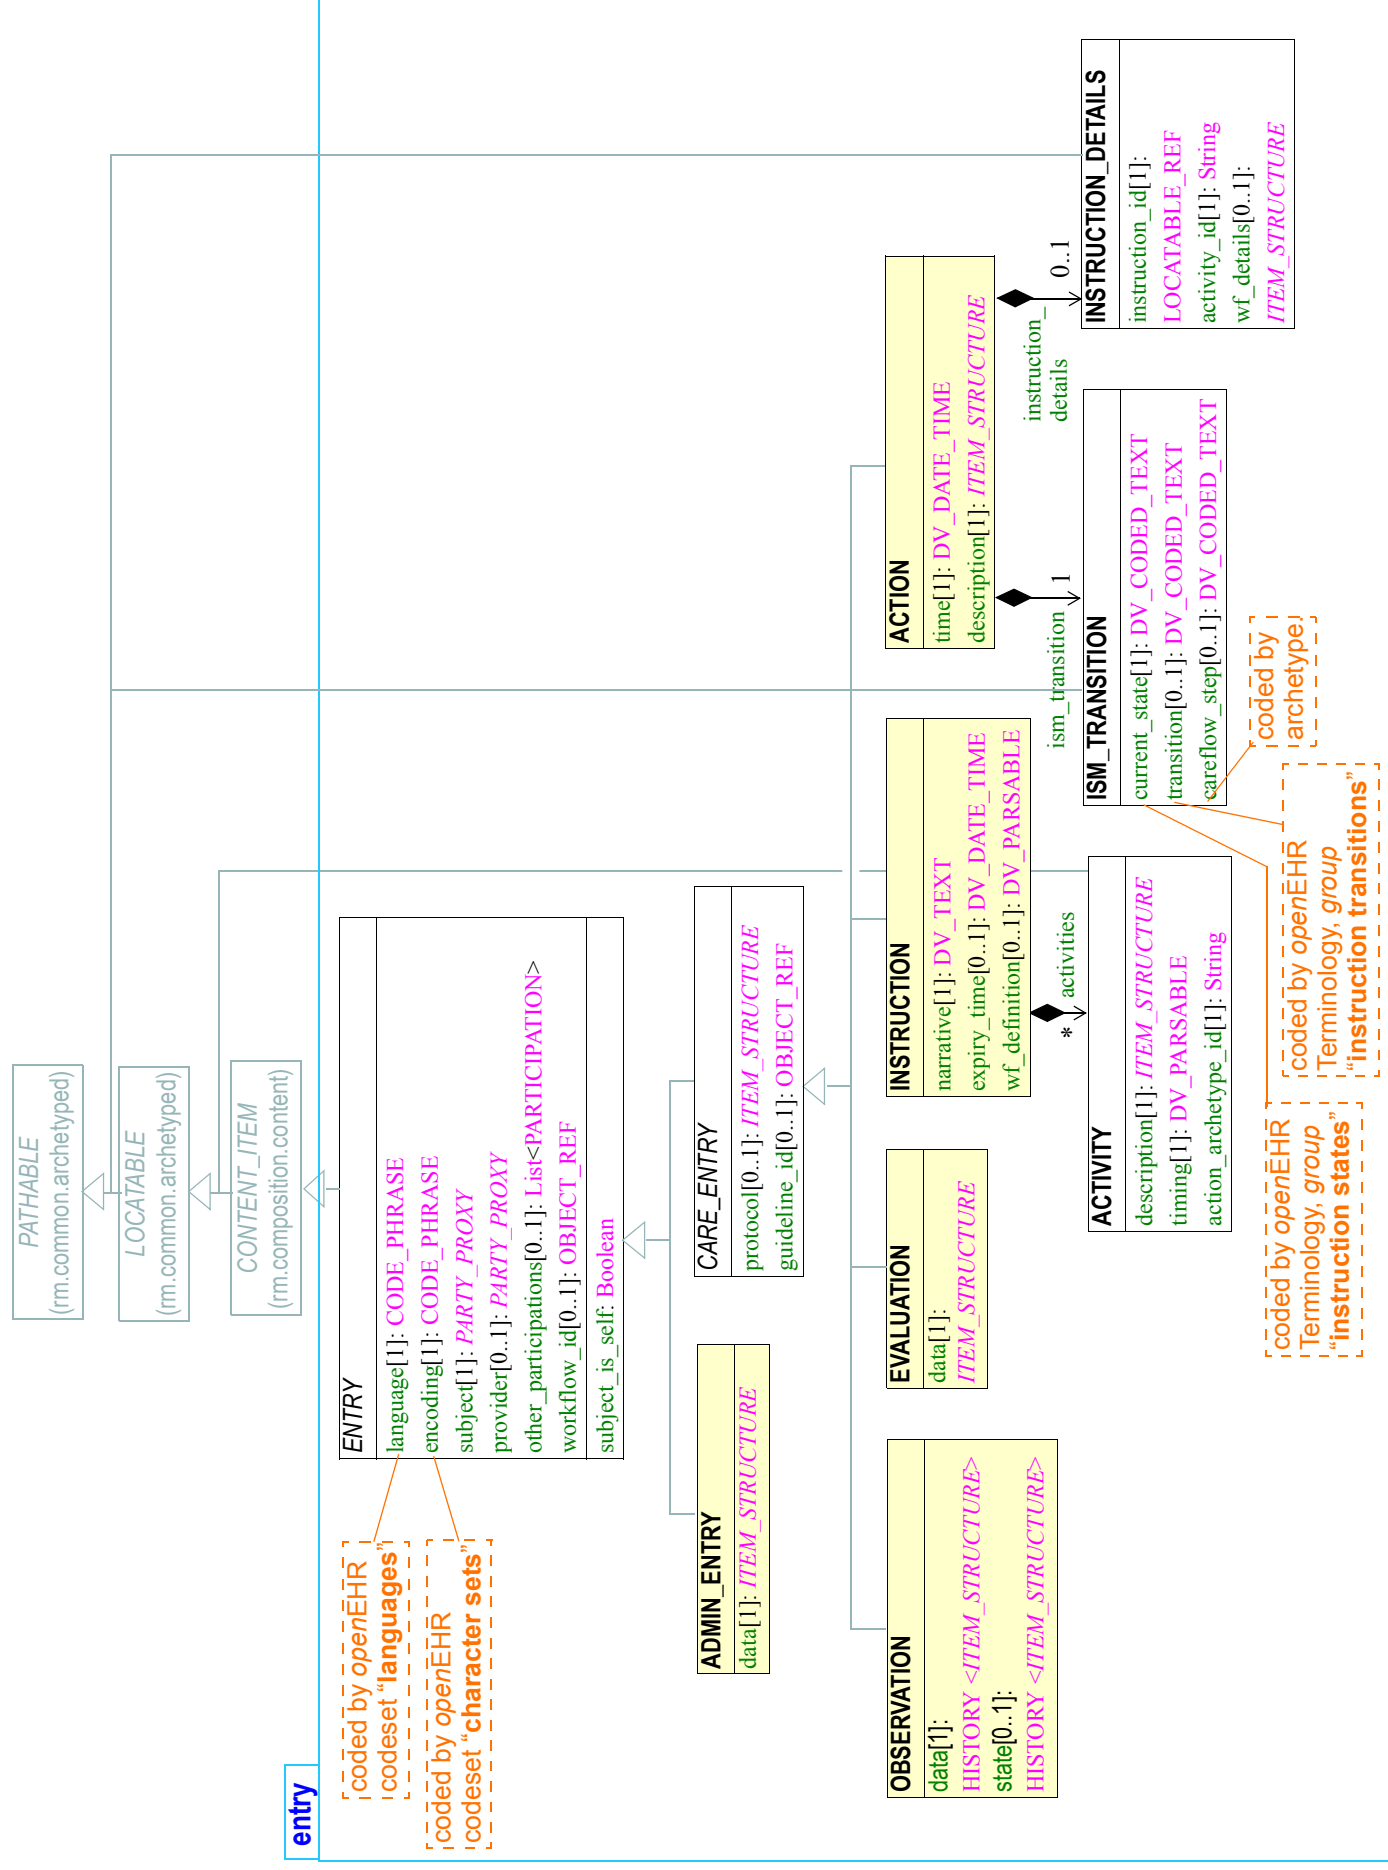 PATHABLE
(rm.common.archetyped)
LOCATABLE
(rm.common.archetyped)
CONTENT_ITEM
(rm.composition.content)
entry
coded by openEHR
codeset “languages”
coded by openEHR
codeset “character sets”
ENTRY
language[1]: CODE_PHRASE
encoding[1]: CODE_PHRASE
subject[1]: PARTY_PROXY
provider[0..1]: PARTY_PROXY
other_participations[0..1]: List<PARTICIPATION>
workflow_id[0..1]: OBJECT_REF
subject_is_self: Boolean
ADMIN_ENTRY
data[1]: ITEM_STRUCTURE
CARE_ENTRY
protocol[0..1]: ITEM_STRUCTURE
guideline_id[0..1]: OBJECT_REF
OBSERVATION
data[1]:
HISTORY <ITEM_STRUCTURE>
state[0..1]:
HISTORY <ITEM_STRUCTURE>
EVALUATION
data[1]:
ITEM_STRUCTURE
INSTRUCTION
narrative[1]: DV_TEXT
expiry_time[0..1]: DV_DATE_TIME
wf_definition[0..1]: DV_PARSABLE
ACTION
time[1]: DV_DATE_TIME
description[1]: ITEM_STRUCTURE
*
activities
ism_transition
1
instruction_
details
0..1
ACTIVITY
description[1]: ITEM_STRUCTURE
timing[1]: DV_PARSABLE
action_archetype_id[1]: String
ISM_TRANSITION
current_state[1]: DV_CODED_TEXT
transition[0..1]: DV_CODED_TEXT
careflow_step[0..1]: DV_CODED_TEXT
INSTRUCTION_DETAILS
instruction_id[1]:
LOCATABLE_REF
activity_id[1]: String
wf_details[0..1]:
ITEM_STRUCTURE
coded by openEHR
Terminology, group
“instruction states”
coded by openEHR
Terminology, group
“instruction transitions”
coded by
archetype.